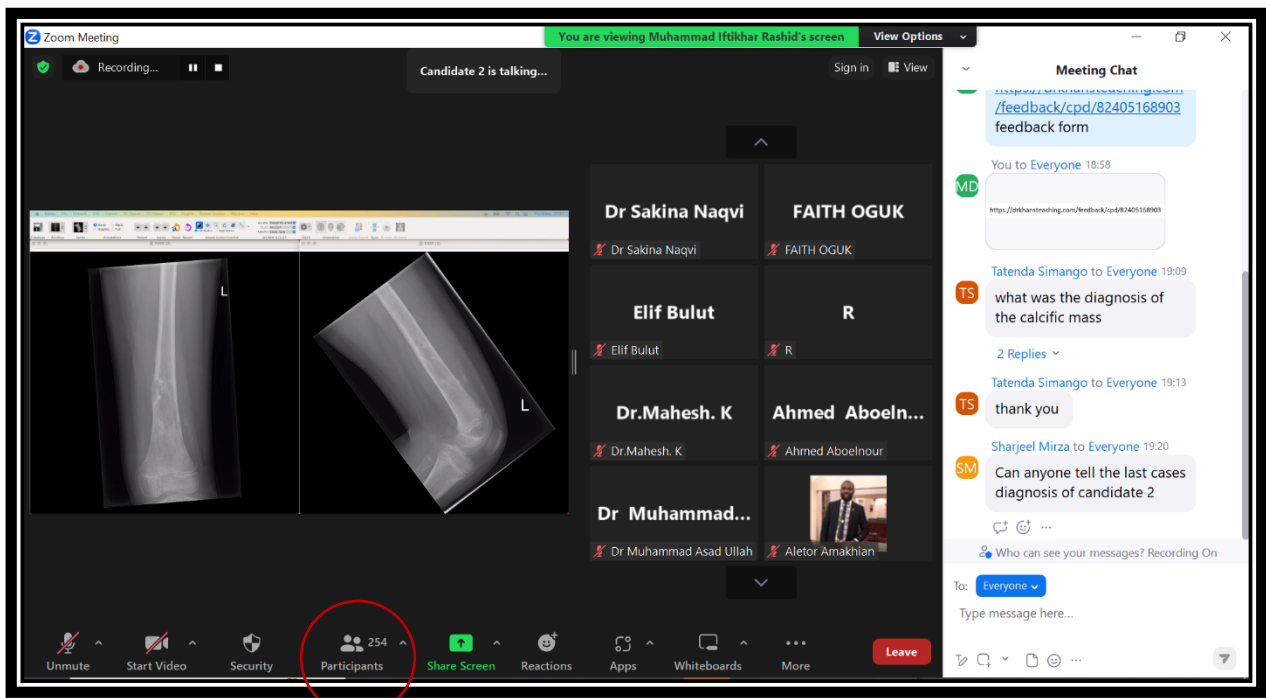 Zoom Meeting
You are viewing Muhammad Iftikhar Rashid's screen
View Options
Recording...
Candidate 2 is talking...
Sign in
View
L
L
Dr Sakina Naqvi
Dr Sakina Naqvi
FAITH OGUK
FAITH OGUK
Elif Bulut
Elif Bulut
R
R
Dr.Mahesh. K
Dr.Mahesh. K
Ahmed Aboeln...
Ahmed Aboelnour
Dr Muhammad...
Dr Muhammad Asad Ullah
Aletor Amakhian
Meeting Chat
/feedback/cpd/82405168903
feedback form
You to Everyone 18:58
MD
https://drkhansteaching.com/feedback/cpd/82405168903
Tatenda Simango to Everyone 19:09
TS
what was the diagnosis of
the calcific mass
2 Replies
Tatenda Simango to Everyone 19:13
TS
thank you
Sharjeel Mirza to Everyone 19:20
SM
Can anyone tell the last cases
diagnosis of candidate 2
Who can see your messages? Recording On
To: Everyone
Type message here...
Unmute
Start Video
Security
254
Participants
Share Screen
Reactions
Apps
Whiteboards
More
Leave